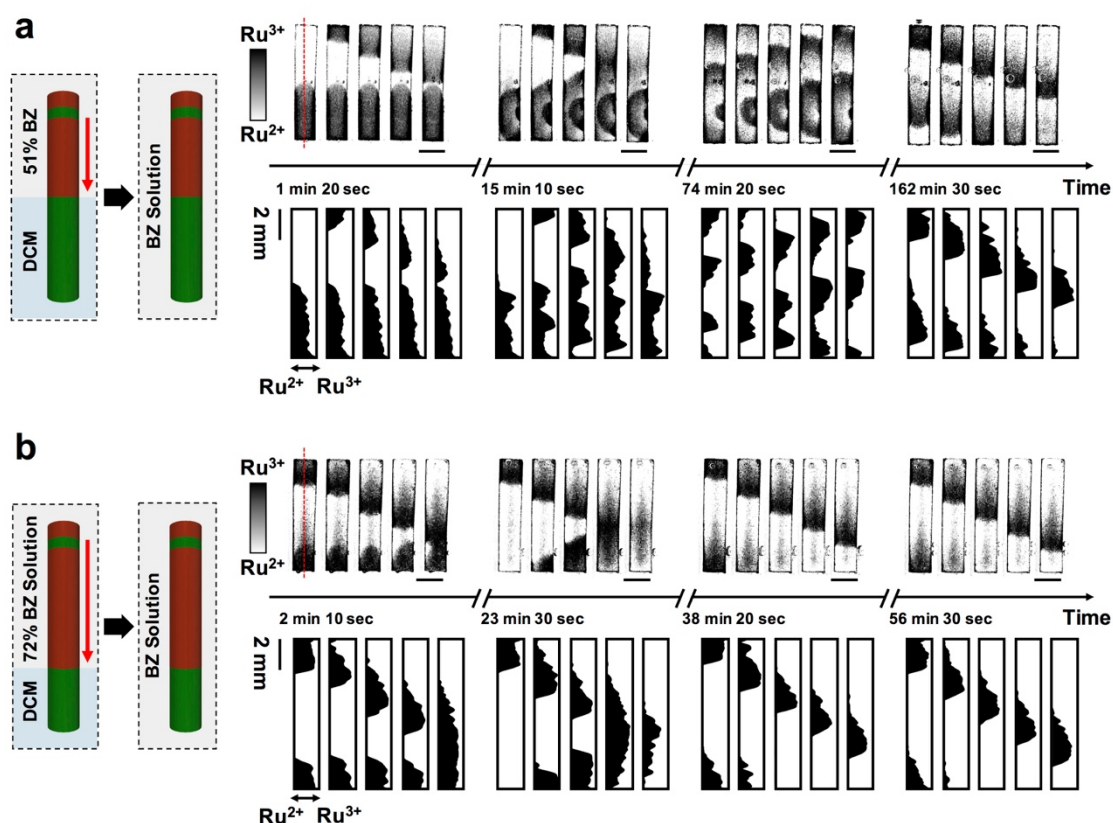 a
51% BZ
DCM
BZ Solution
Ru3+
Ru2+
1 min 20 sec
15 min 10 sec
74 min 20 sec
162 min 30 sec
Time
2 mm
Ru2+ Ru3+
b
72% BZ Solution
DCM
BZ Solution
Ru3+
Ru2+
2 min 10 sec
23 min 30 sec
38 min 20 sec
56 min 30 sec
Time
2 mm
Ru2+ Ru3+